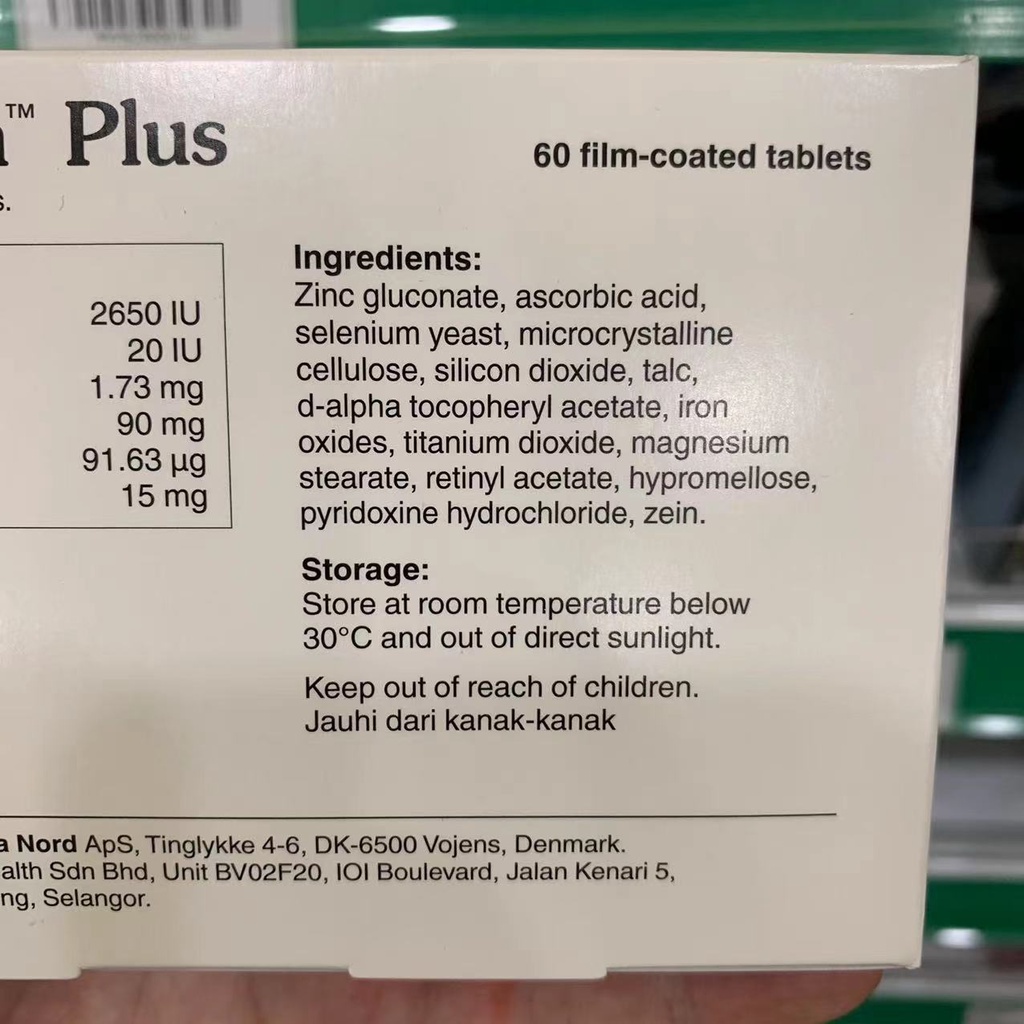 ™ Plus
60 film-coated tablets
s.
2650 IU
20 IU
1.73 mg
90 mg
91.63 µg
15 mg
Ingredients:
Zinc gluconate, ascorbic acid,
selenium yeast, microcrystalline
cellulose, silicon dioxide, talc,
d-alpha tocopheryl acetate, iron
oxides, titanium dioxide, magnesium
stearate, retinyl acetate, hypromellose,
pyridoxine hydrochloride, zein.
Storage:
Store at room temperature below
30°C and out of direct sunlight.
Keep out of reach of children.
Jauhi dari kanak-kanak
a Nord ApS, Tinglykke 4-6, DK-6500 Vojens, Denmark.
alth Sdn Bhd, Unit BV02F20, IOI Boulevard, Jalan Kenari 5,
ng, Selangor.